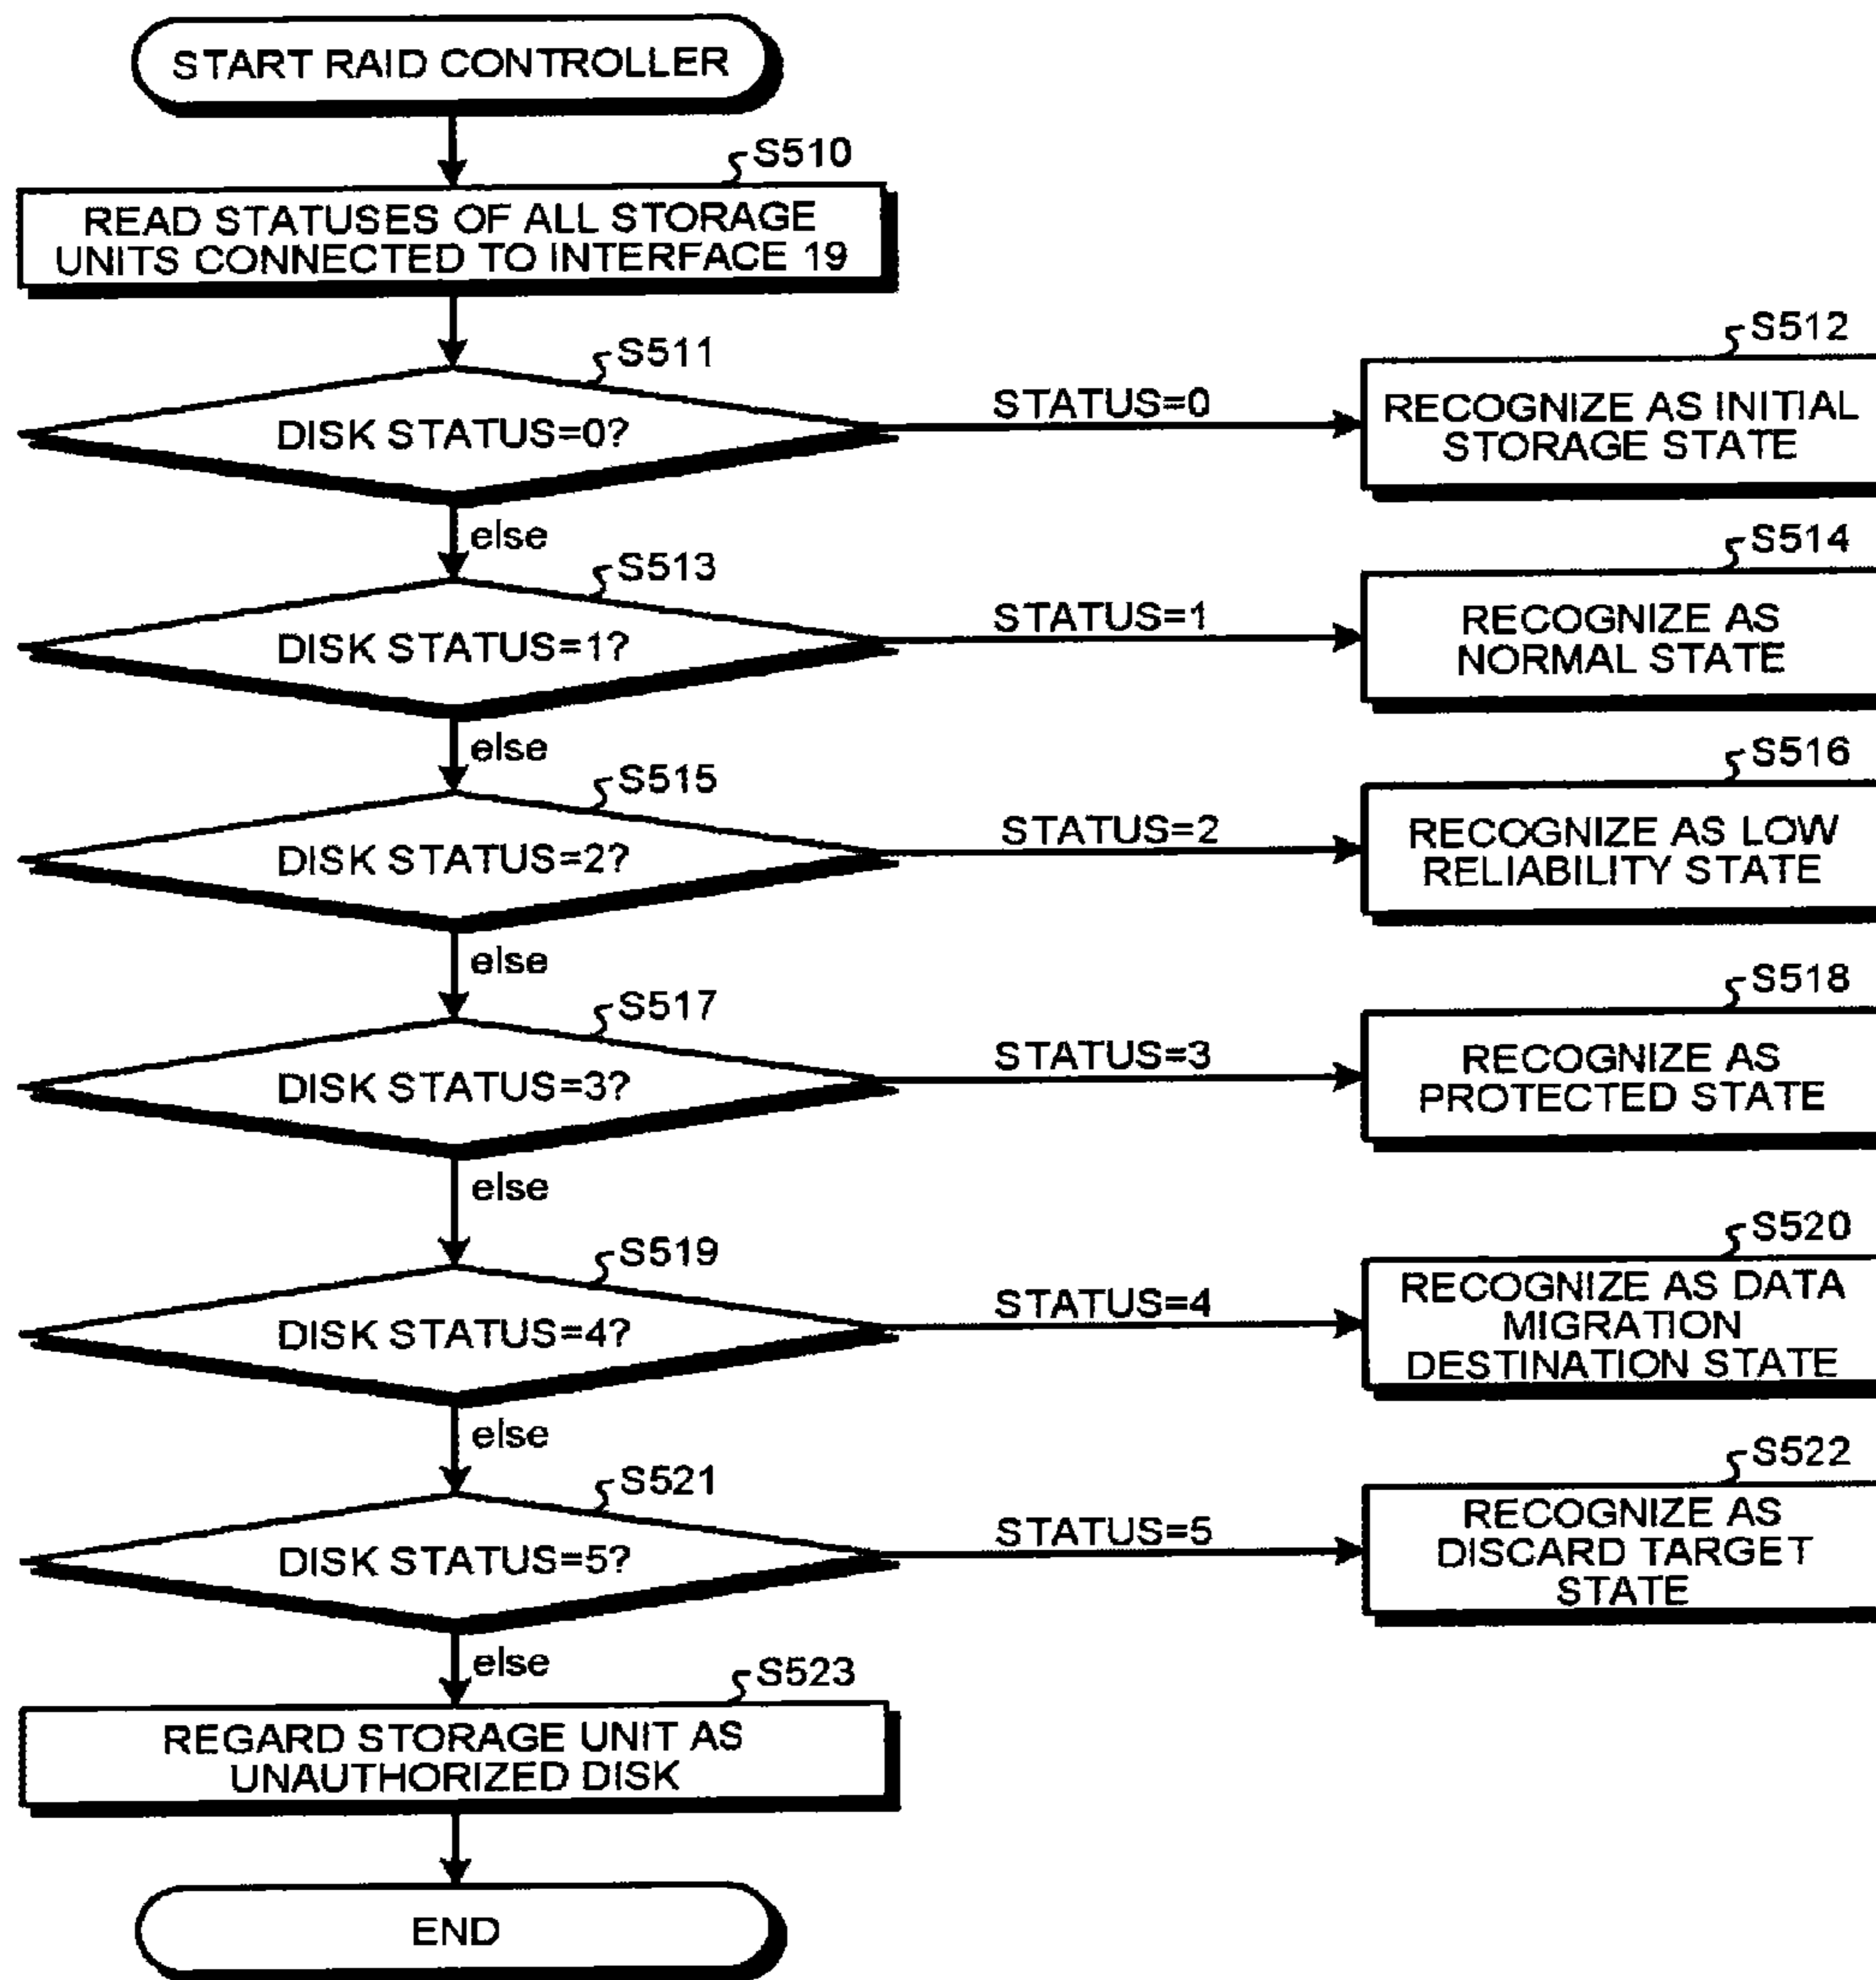 START RAID CONTROLLER
S510
READ STATUSES OF ALL STORAGE
UNITS CONNECTED TO INTERFACE 19
S511
DISK STATUS=0?
STATUS=0
S512
RECOGNIZE AS INITIAL
STORAGE STATE
else
S513
DISK STATUS=1?
STATUS=1
S514
RECOGNIZE AS
NORMAL STATE
else
S515
DISK STATUS=2?
STATUS=2
S516
RECOGNIZE AS LOW
RELIABILITY STATE
else
S517
DISK STATUS=3?
STATUS=3
S518
RECOGNIZE AS
PROTECTED STATE
else
S519
DISK STATUS=4?
STATUS=4
S520
RECOGNIZE AS DATA
MIGRATION
DESTINATION STATE
else
S521
DISK STATUS=5?
STATUS=5
S522
RECOGNIZE AS
DISCARD TARGET
STATE
else
S523
REGARD STORAGE UNIT AS
UNAUTHORIZED DISK
END